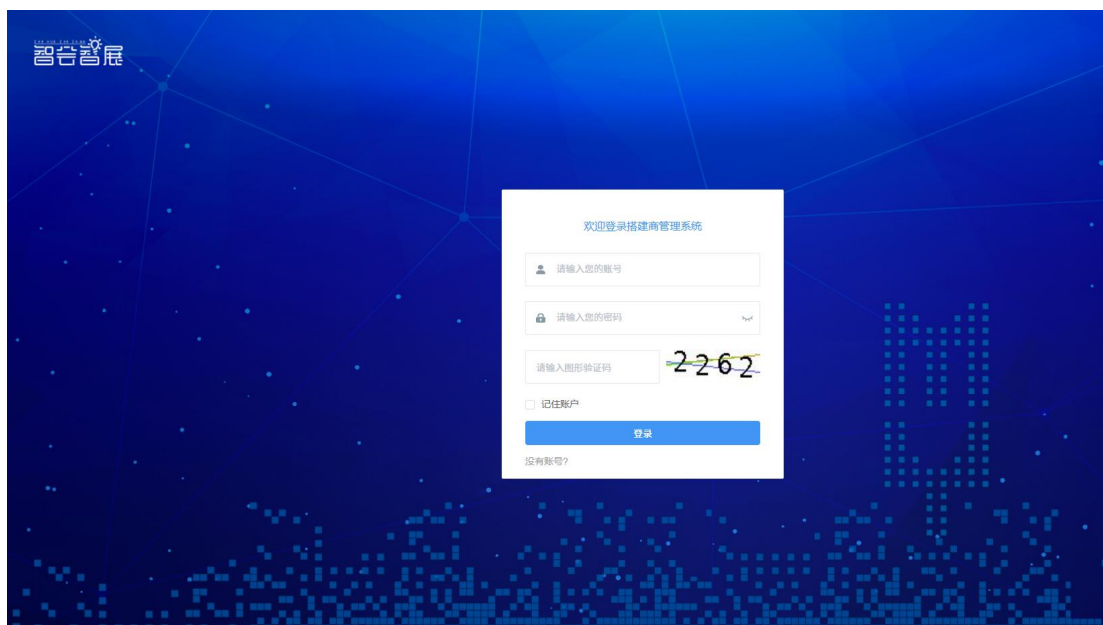 智会智展
欢迎登录搭建商管理系统
请输入您的账号
请输入您的密码
请输入图形验证码
2262
记住账户
登录
没有账号?